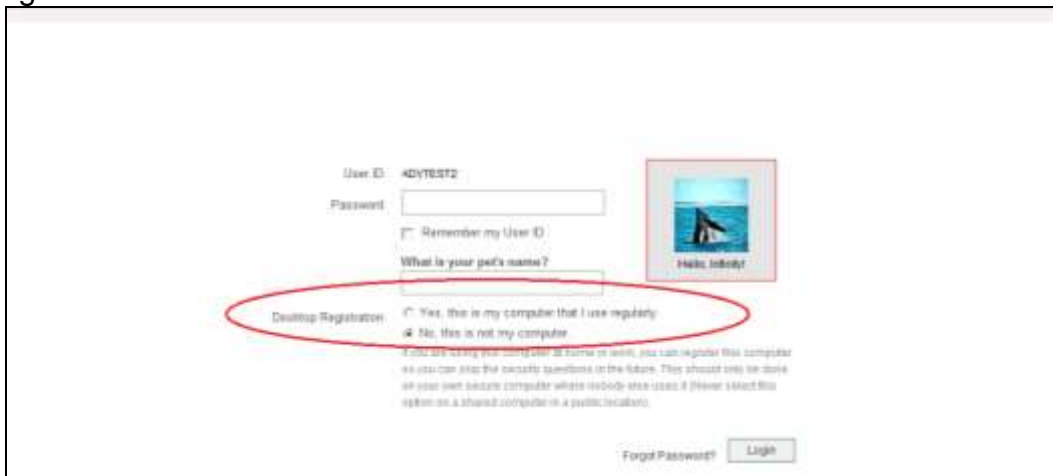 User ID ADVTEST2
Password
Remember my User ID
What is your pet's name?
Hello, Infinity!
Desktop Registration Yes, this is my computer that I use regularly
No, this is not my computer
If you are using this computer at home or work, you can register this computer
so you can skip the security questions in the future. This should only be done
on your own secure computer where nobody else uses it (Never select this
option on a shared computer in a public location).
Forgot Password? Login